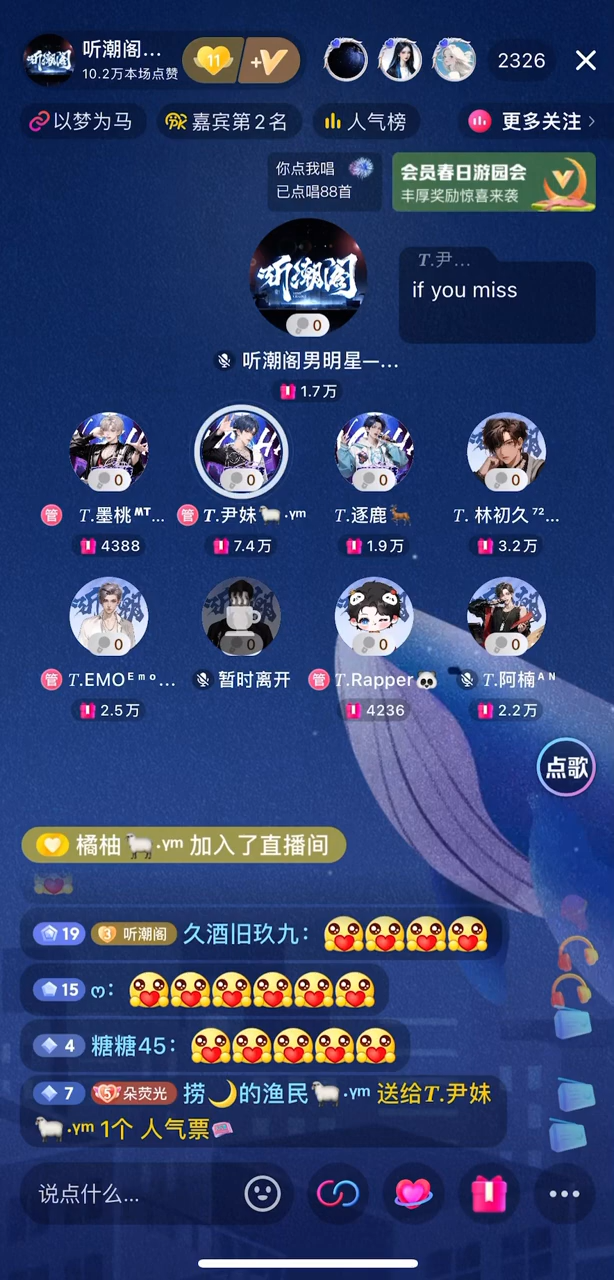 听潮阁
听潮阁...
10.2万本场点赞
11
+V
2326
以梦为马
嘉宾第2名
人气榜
更多关注
你点我唱
已点唱88首
会员春日游园会
丰厚奖励惊喜来袭
V
听潮阁
0
T.尹...
if you miss
听潮阁男明星一...
1.7万
0
0
0
0
管 T.墨桃ᴹᵀ...
管 T.尹妹🐑.ʏᵐ
T.逐鹿🦌
T. 林初久⁷²...
4388
7.4万
1.9万
3.2万
0
0
0
0
管 T.EMOᴱᵐᵒ...
暂时离开
管 T.Rapper🐼
T.阿楠ᴬᴺ
2.5万
4236
2.2万
点歌
橘柚🐑.ʏᵐ 加入了直播间
19 3 听潮阁 久酒旧玖九：
15 ო：
4 糖糖45：
7 5 朵荧光 捞🌙的渔民🐑.ʏᵐ 送给T.尹妹
🐑.ʏᵐ 1个 人气票
说点什么...